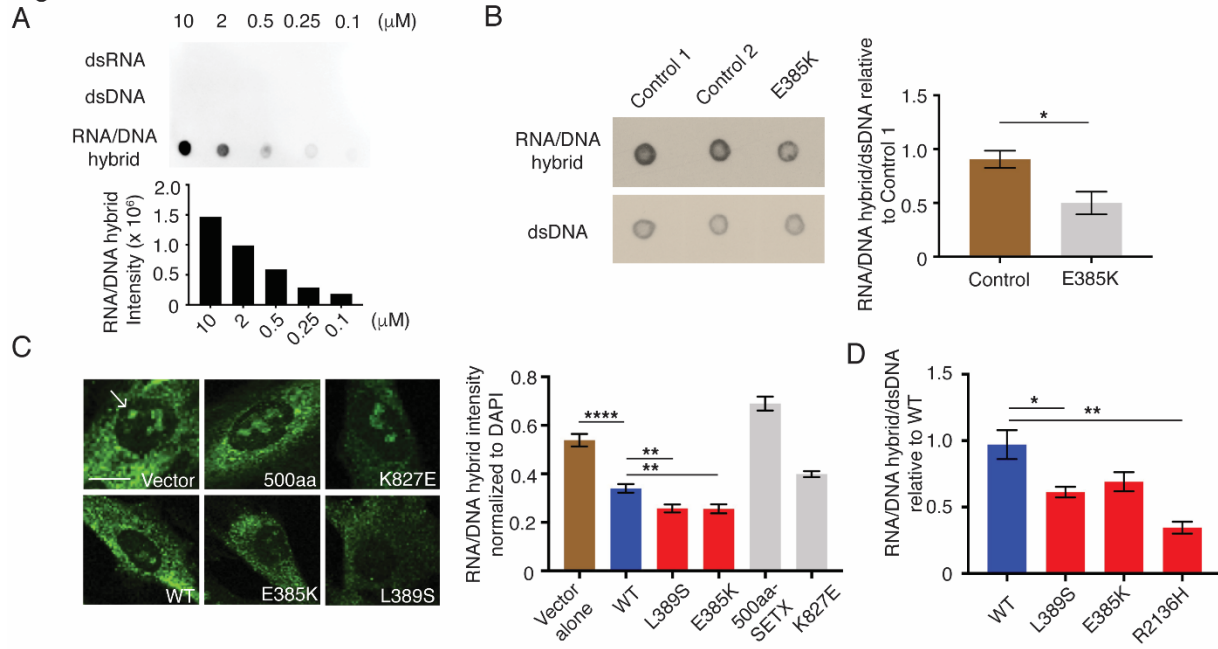 A
10 2 0.5 0.25 0.1 (μM)
dsRNA
dsDNA
RNA/DNA
hybrid
RNA/DNA hybrid
Intensity (x 10⁶)
2.0
1.5
1.0
0.5
0
10 2 0.5 0.25 0.1 (μM)
B
Control 1 Control 2 E385K
RNA/DNA
hybrid
dsDNA
RNA/DNA hybrid/dsDNA relative
to Control 1
1.5
1.0
0.5
0
*
Control E385K
C
Vector 500aa K827E
WT E385K L389S
RNA/DNA hybrid intensity
normalized to DAPI
0.8
0.6
0.4
0.2
0
****
**
**
Vector
alone
WT
L389S
E385K
500aa-
SETX
K827E
D
RNA/DNA hybrid/dsDNA
relative to WT
1.5
1.0
0.5
0
*
**
WT
L389S
E385K
R2136H